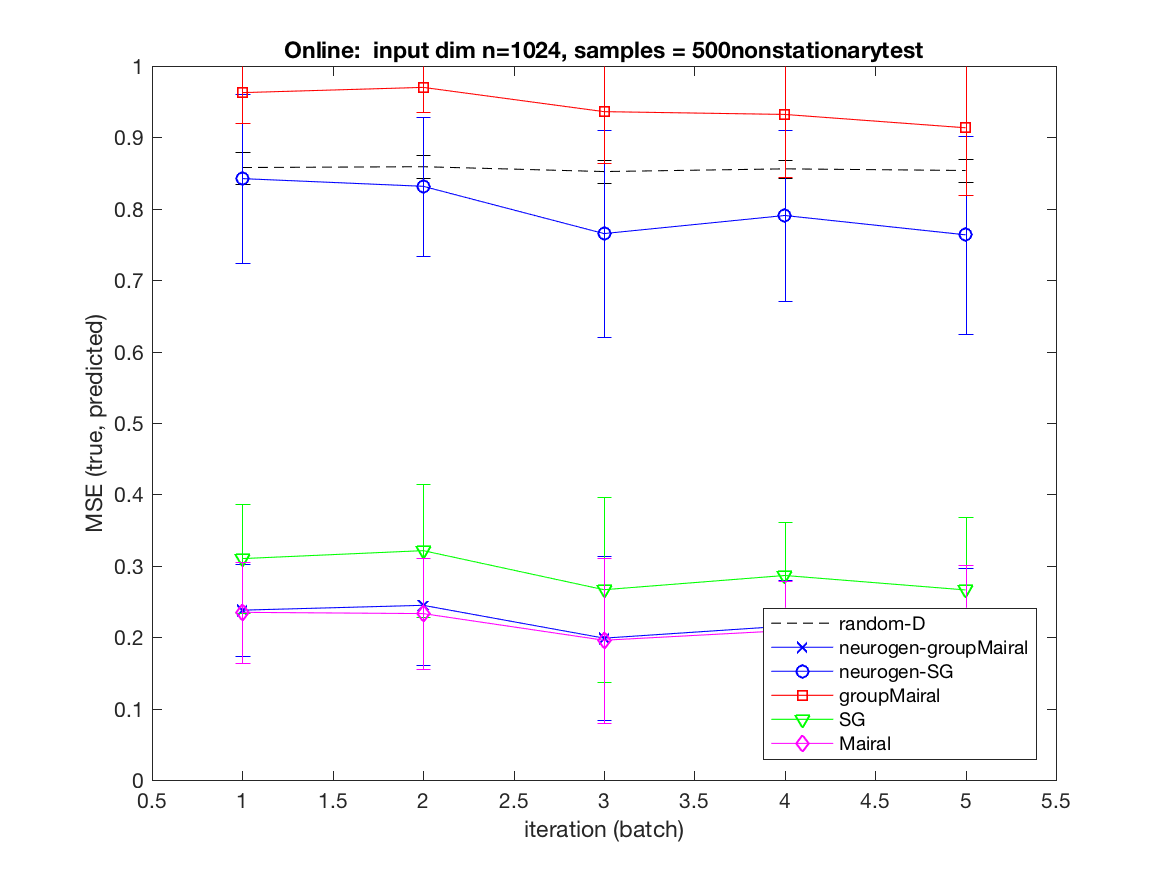 Online:  input dim n=1024, samples = 500nonstationarytest
1
0.9
0.8
0.7
0.6
0.5
0.4
0.3
0.2
0.1
0
MSE (true, predicted)
random-D
neurogen-groupMairal
neurogen-SG
groupMairal
SG
Mairal
0.5 1 1.5 2 2.5 3 3.5 4 4.5 5 5.5
iteration (batch)